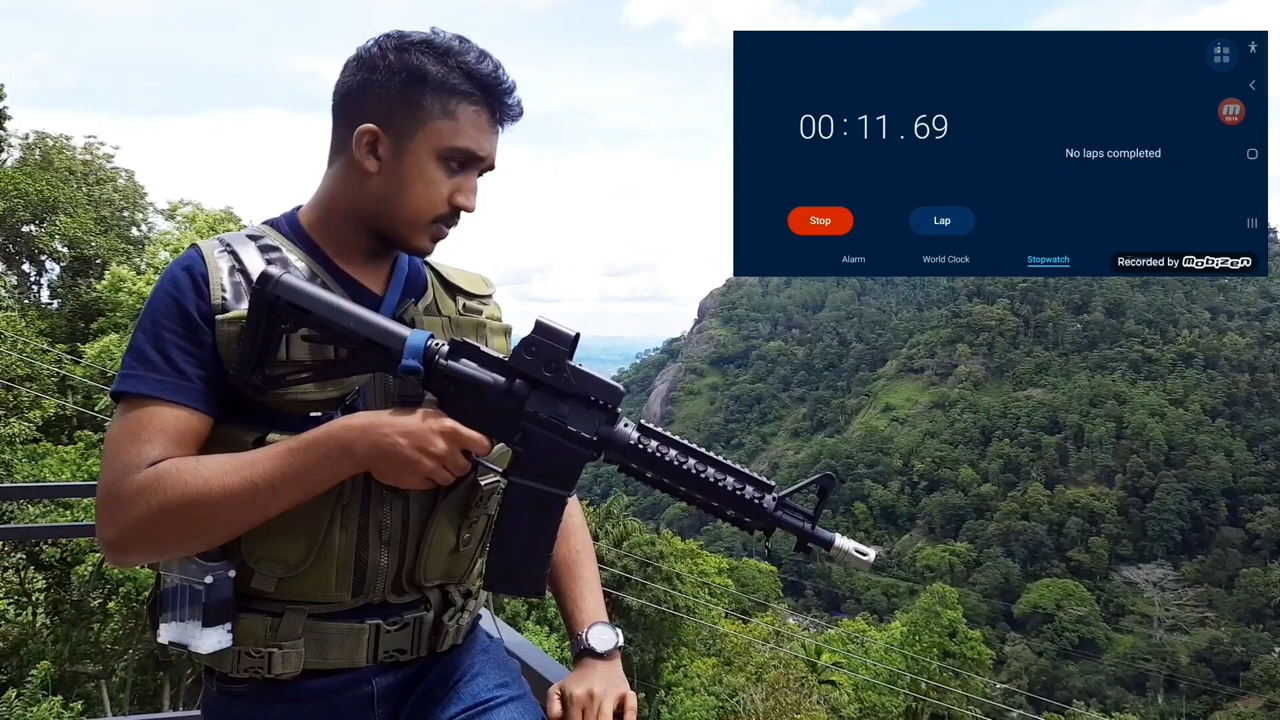 00 : 11 . 69
No laps completed
Stop
Lap
Alarm
World Clock
Stopwatch
Recorded by mobizen